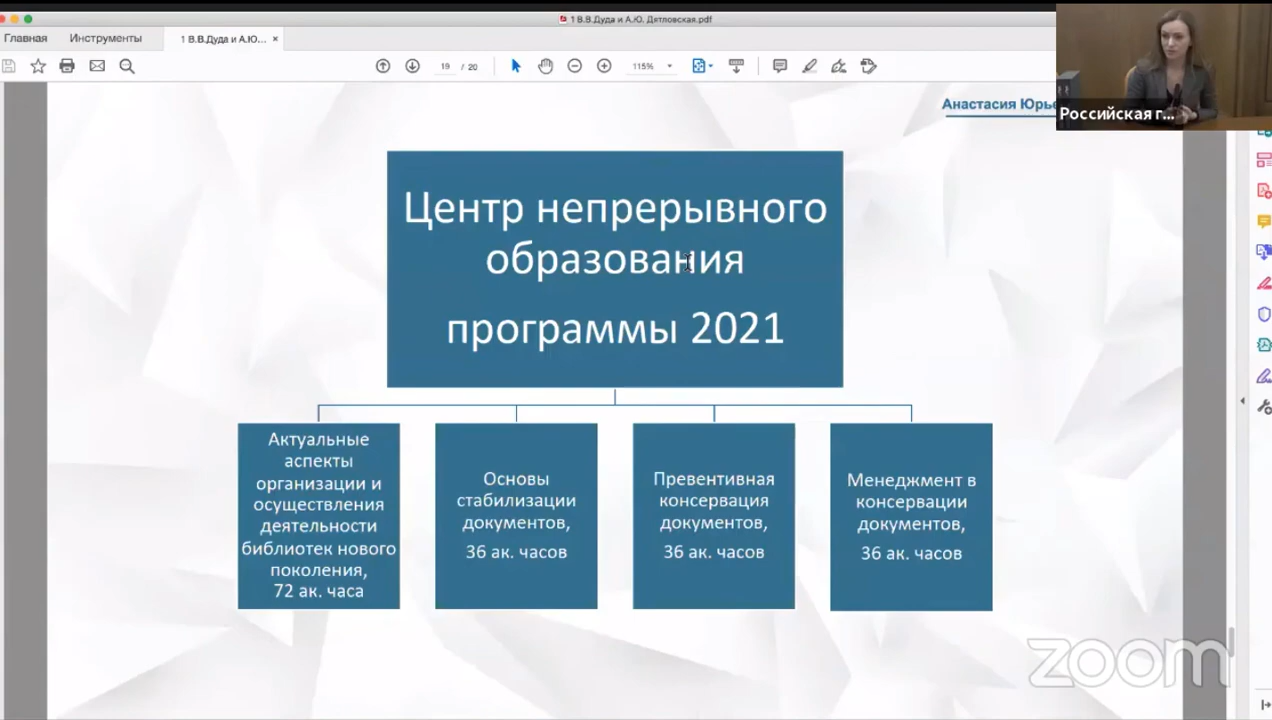 1 В.В.Дуда и А.Ю. Дятловская.pdf
Главная
Инструменты
1 В.В.Дуда и А.Ю... ×
19 / 20
115%
Анастасия Юрье
Российская г...
Центр непрерывного
образования
программы 2021
Актуальные
аспекты
организации и
осуществления
деятельности
библиотек нового
поколения,
72 ак. часа
Основы
стабилизации
документов,
36 ак. часов
Превентивная
консервация
документов,
36 ак. часов
Менеджмент в
консервации
документов,
36 ак. часов
zoom